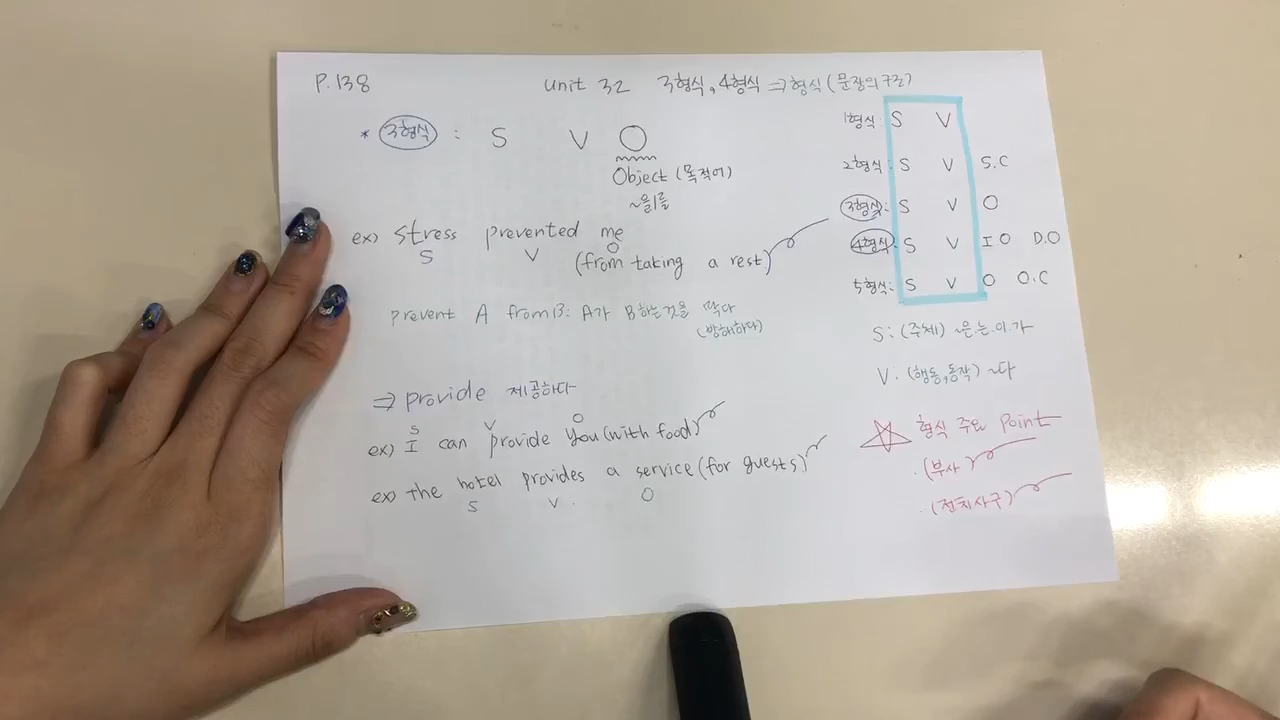 P.138
unit 32 3형식, 4형식 ⇒ 형식 (문장의 구조)
* 3형식 : S V O
Object (목적어)
~을/를
ex) stress prevented me
S V O
(from taking a rest)
prevent A from B: A가 B하는것을 막다
(방해하다)
⇒ provide 제공하다
S V O
ex) I can provide you (with food)
ex) the hotel provides a service (for guests)
S V. O
1형식: S V
2형식: S V S.C
3형식: S V O
4형식: S V I O D.O
5형식: S V O O.C
S: (주체) ~은.는.이.가
V. (행동,동작) ~다
☆ 형식 주요 Point
. (부사)
. (전치사구)